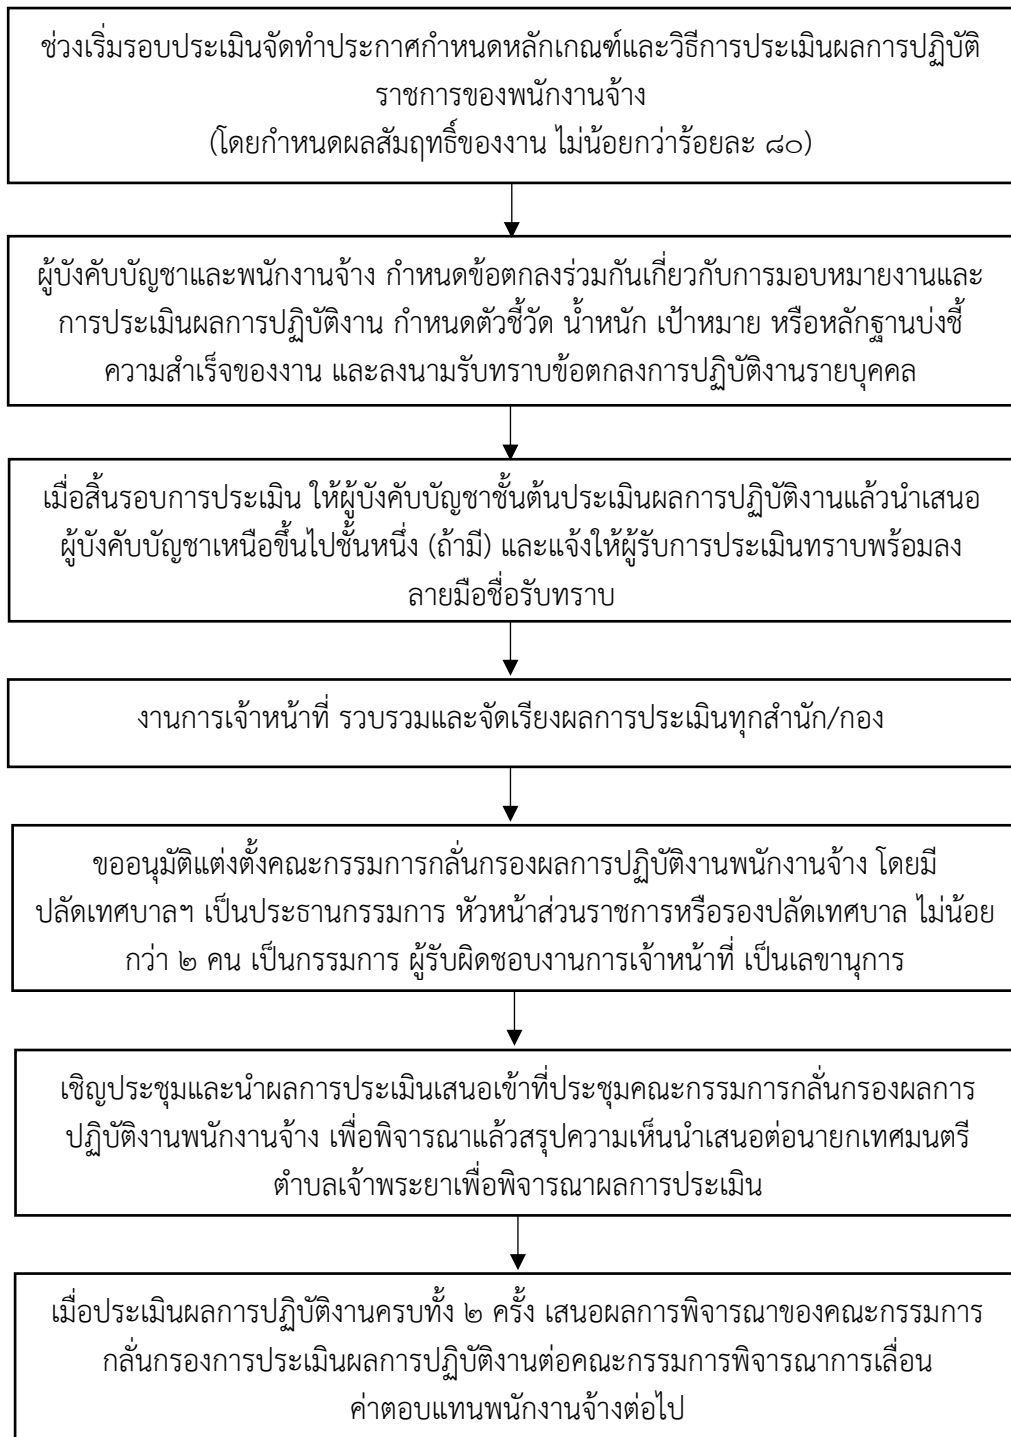 ช่วงเริ่มรอบประเมินจัดทำประกาศกำหนดหลักเกณฑ์และวิธีการประเมินผลการปฏิบัติ
ราชการของพนักงานจ้าง
(โดยกำหนดผลสัมฤทธิ์ของงาน ไม่น้อยกว่าร้อยละ ๘๐)
ผู้บังคับบัญชาและพนักงานจ้าง กำหนดข้อตกลงร่วมกันเกี่ยวกับการมอบหมายงานและ
การประเมินผลการปฏิบัติงาน กำหนดตัวชี้วัด น้ำหนัก เป้าหมาย หรือหลักฐานบ่งชี้
ความสำเร็จของงาน และลงนามรับทราบข้อตกลงการปฏิบัติงานรายบุคคล
เมื่อสิ้นรอบการประเมิน ให้ผู้บังคับบัญชาชั้นต้นประเมินผลการปฏิบัติงานแล้วนำเสนอ
ผู้บังคับบัญชาเหนือขึ้นไปชั้นหนึ่ง (ถ้ามี) และแจ้งให้ผู้รับการประเมินทราบพร้อมลง
ลายมือชื่อรับทราบ
งานการเจ้าหน้าที่ รวบรวมและจัดเรียงผลการประเมินทุกสำนัก/กอง
ขออนุมัติแต่งตั้งคณะกรรมการกลั่นกรองผลการปฏิบัติงานพนักงานจ้าง โดยมี
ปลัดเทศบาลฯ เป็นประธานกรรมการ หัวหน้าส่วนราชการหรือรองปลัดเทศบาล ไม่น้อย
กว่า ๒ คน เป็นกรรมการ ผู้รับผิดชอบงานการเจ้าหน้าที่ เป็นเลขานุการ
เชิญประชุมและนำผลการประเมินเสนอเข้าที่ประชุมคณะกรรมการกลั่นกรองผลการ
ปฏิบัติงานพนักงานจ้าง เพื่อพิจารณาแล้วสรุปความเห็นนำเสนอต่อนายกเทศมนตรี
ตำบลเจ้าพระยาเพื่อพิจารณาผลการประเมิน
เมื่อประเมินผลการปฏิบัติงานครบทั้ง ๒ ครั้ง เสนอผลการพิจารณาของคณะกรรมการ
กลั่นกรองการประเมินผลการปฏิบัติงานต่อคณะกรรมการพิจารณาการเลื่อน
ค่าตอบแทนพนักงานจ้างต่อไป